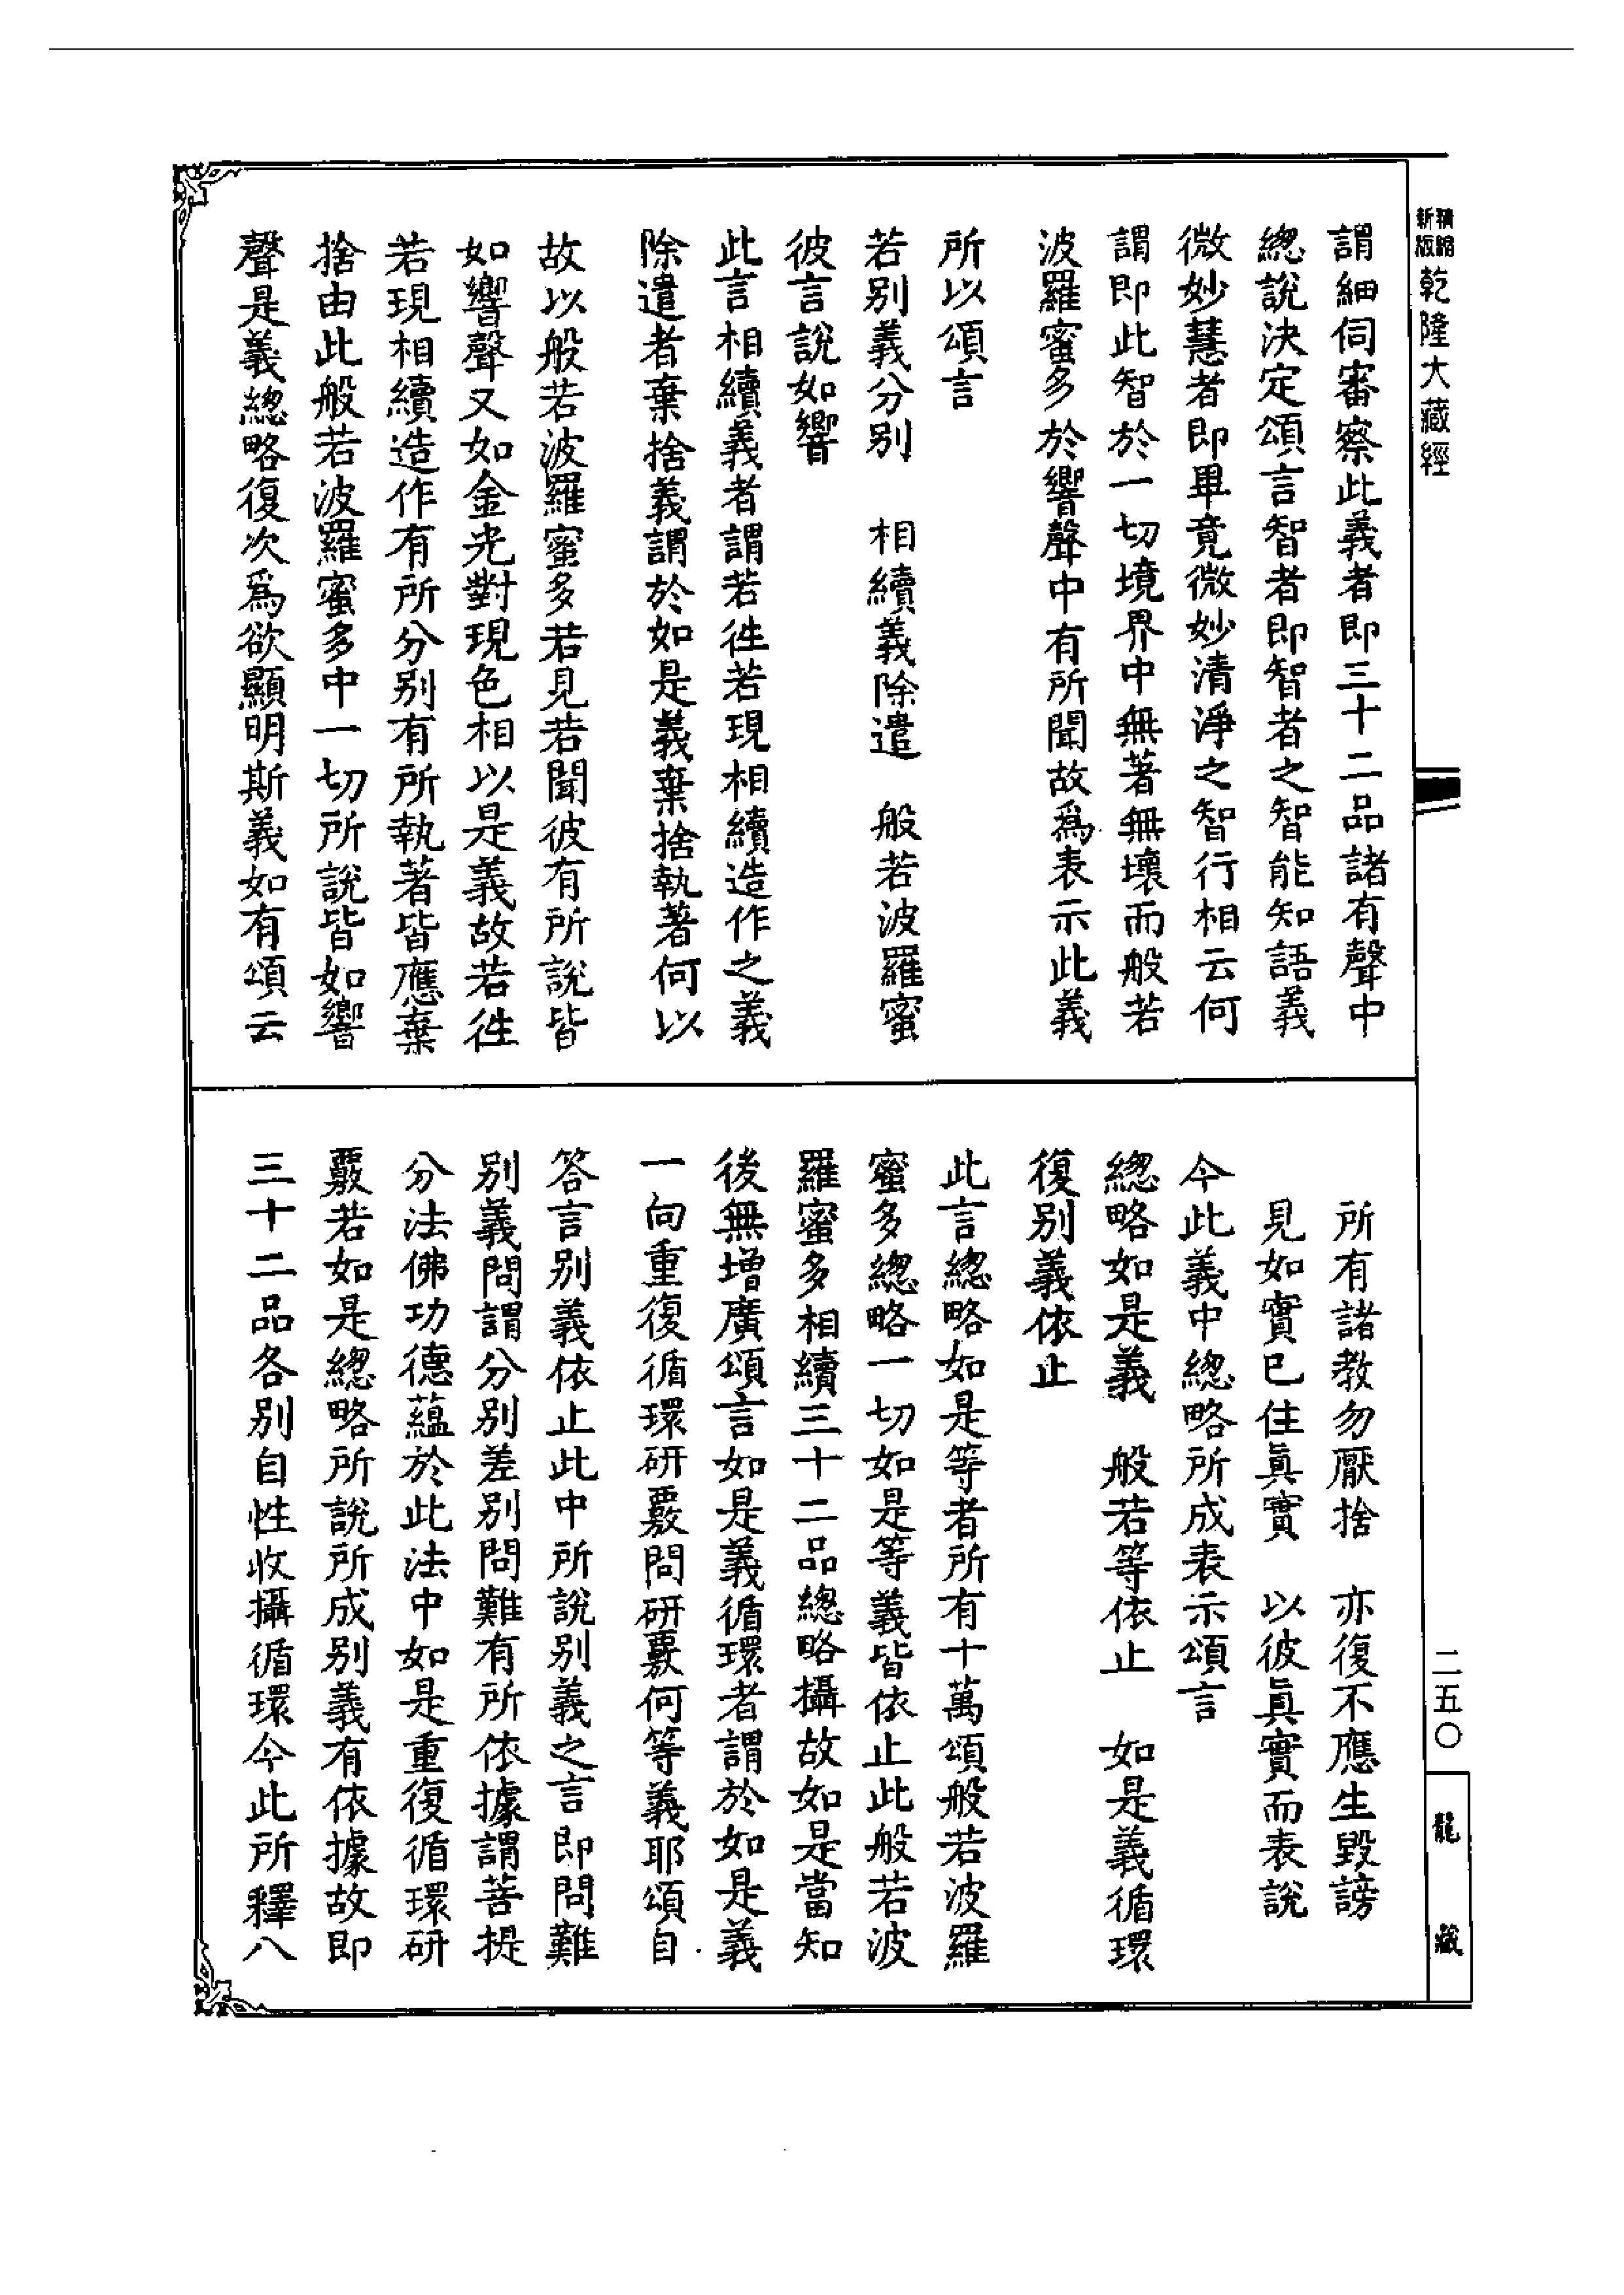 精縮新版乾隆大藏經
謂細伺審察此義者即三十二品諸有聲中
總說決定頌言智者即智者之智能知語義
微妙慧者即畢竟微妙清淨之智行相云何
謂即此智於一切境界中無著無壞而般若
波羅蜜多於響聲中有所聞故爲表示此義
所以頌言
若別義分別　相續義除遣　般若波羅蜜
彼言說如響
此言相續義者謂若徃若現相續造作之義
除遣者棄捨義謂於如是義棄捨執著何以
故以般若波羅蜜多若見若聞彼有所說皆
如響聲又如金光對現色相以是義故若徃
若現相續造作有所分別有所執著皆應棄
捨由此般若波羅蜜多中一切所說皆如響
聲是義總略復次爲欲顯明斯義如有頌云
所有諸教勿厭捨　亦復不應生毀謗
見如實已住眞實　以彼眞實而表說
今此義中總略所成表示頌言
總略如是義　般若等依止　如是義循環
復別義依止
此言總略如是等者所有十萬頌般若波羅
蜜多總略一切如是等義皆依止此般若波
羅蜜多相續三十二品總略攝故如是當知
後無增廣頌言如是義循環者謂於如是義
一向重復循環研覈問研覈何等義耶頌自
答言別義依止此中所說別義之言即問難
別義問謂分別差別問難有所依據謂菩提
分法佛功德蘊於此法中如是重復循環研
覈若如是總略所說所成別義有依據故即
三十二品各別自性收攝循環今此所釋八
二五〇
龍藏